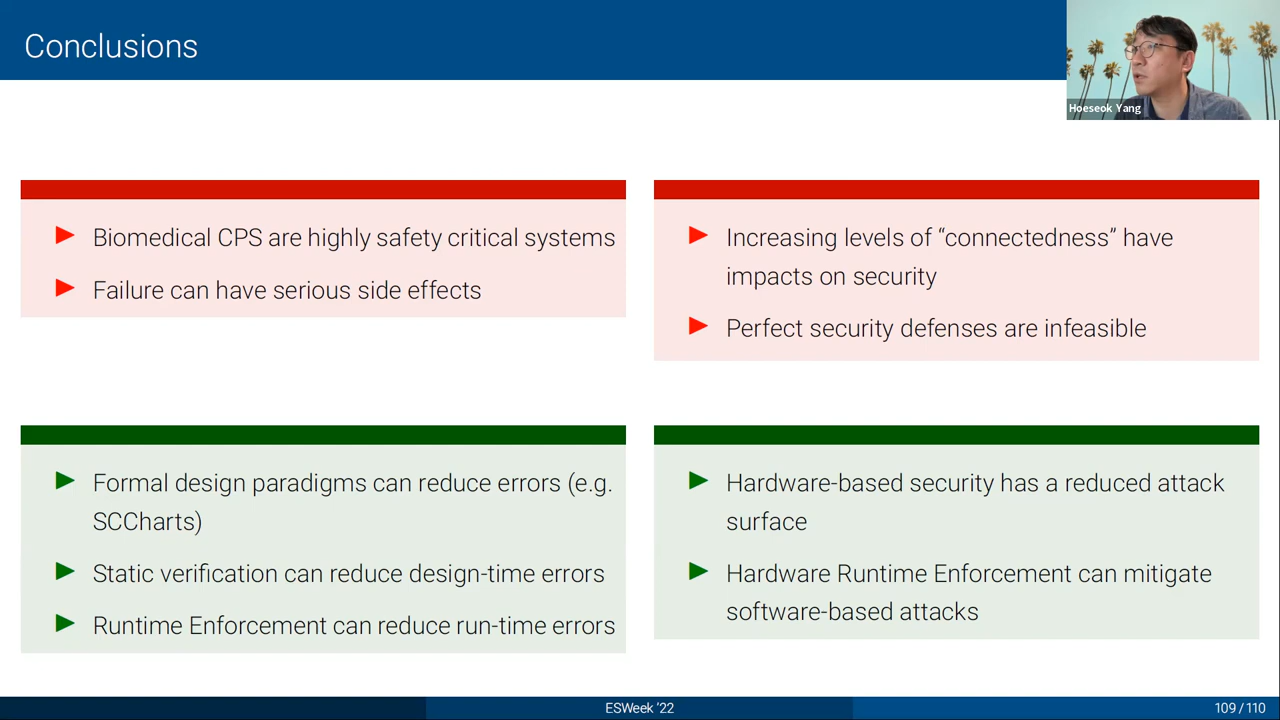 Conclusions
Hoeseok Yang
Biomedical CPS are highly safety critical systems
Failure can have serious side effects
Increasing levels of “connectedness” have
impacts on security
Perfect security defenses are infeasible
Formal design paradigms can reduce errors (e.g.
SCCharts)
Static verification can reduce design-time errors
Runtime Enforcement can reduce run-time errors
Hardware-based security has a reduced attack
surface
Hardware Runtime Enforcement can mitigate
software-based attacks
ESWeek ’22
109 / 110